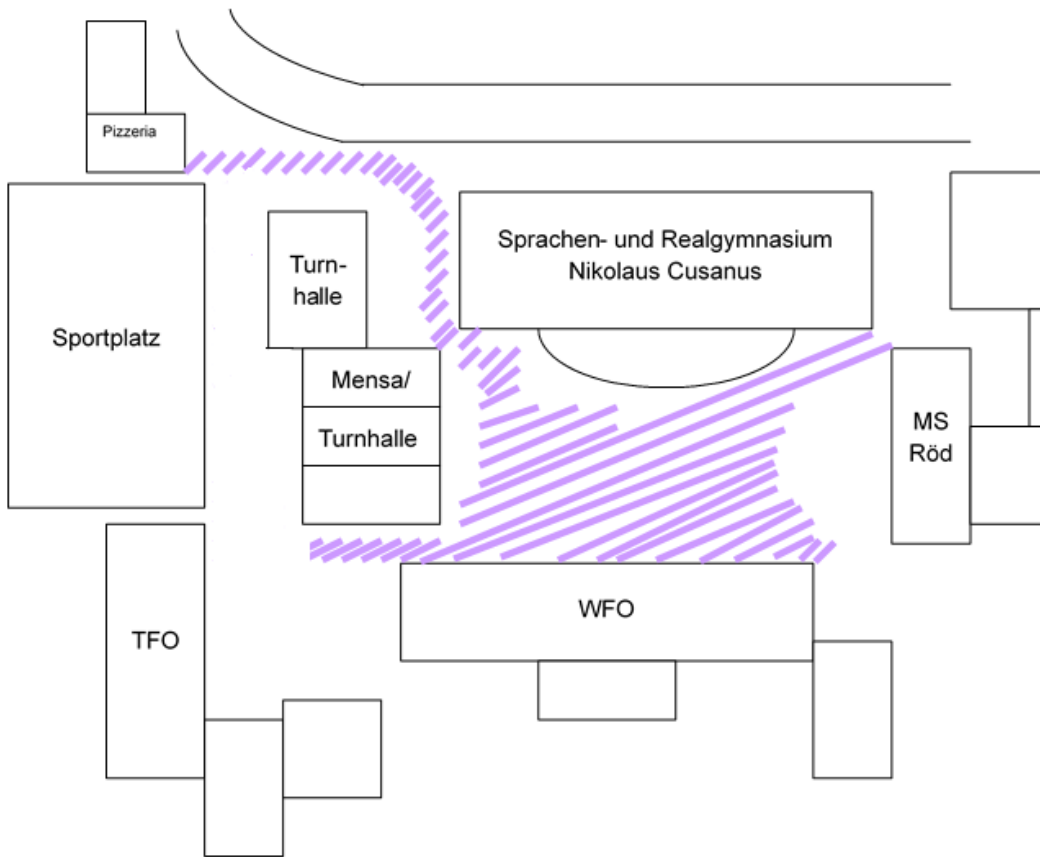 Pizzeria
Sprachen- und Realgymnasium
Nikolaus Cusanus
Turn-
halle
Sportplatz
Mensa/
Turnhalle
MS
Röd
WFO
TFO